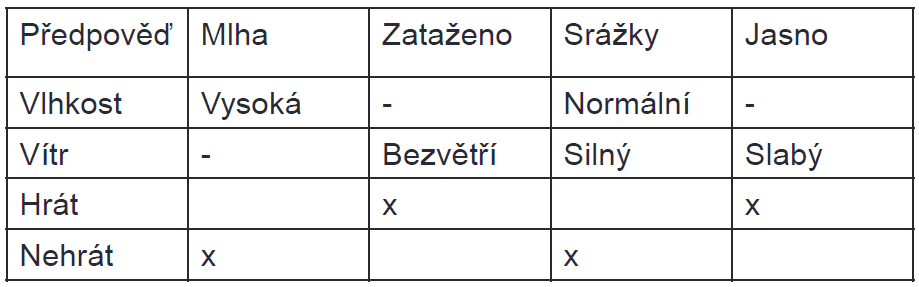 Předpověď Mlha Zataženo Srážky Jasno
Vlhkost Vysoká - Normální -
Vítr - Bezvětří Silný Slabý
Hrát x x
Nehrát x x